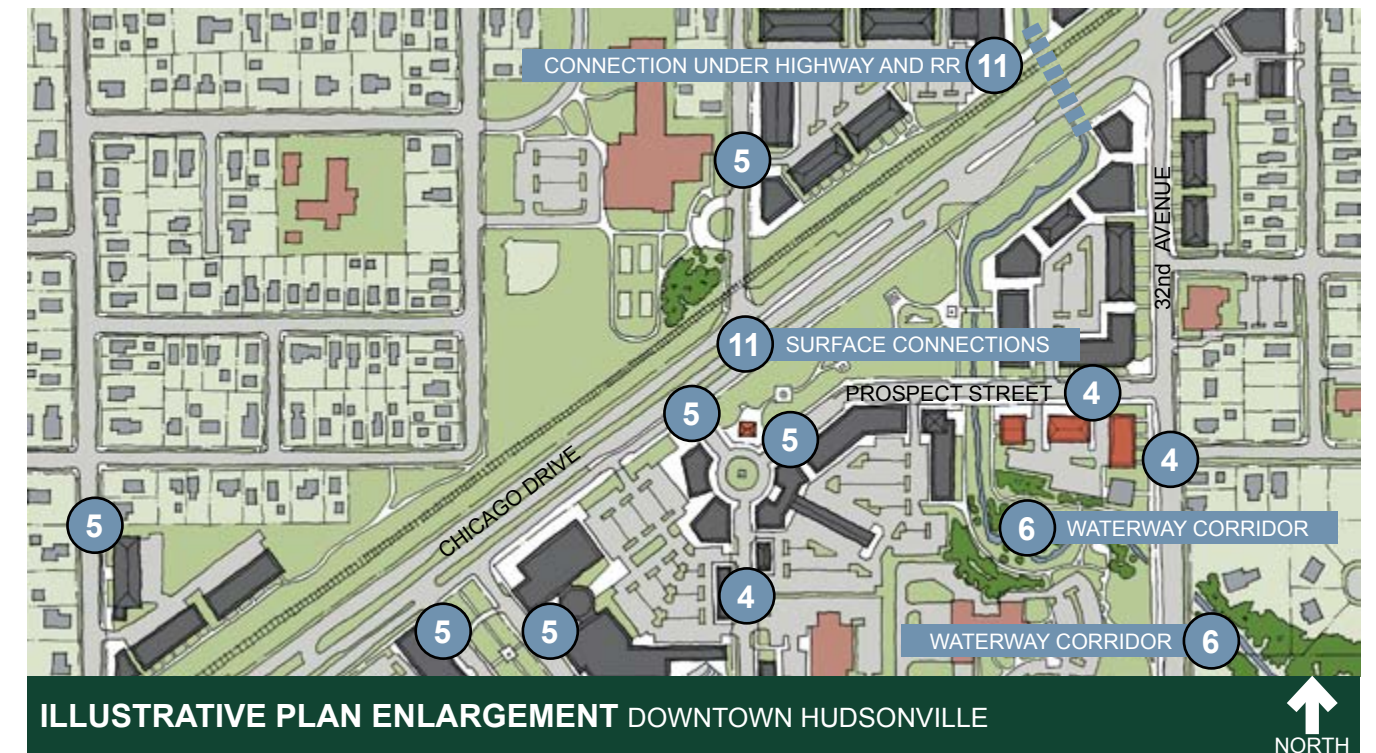 CONNECTION UNDER HIGHWAY AND RR 11
5
32nd AVENUE
11 SURFACE CONNECTIONS
PROSPECT STREET 4
5
5
4
CHICAGO DRIVE
5
6 WATERWAY CORRIDOR
4
5
5
WATERWAY CORRIDOR 6
ILLUSTRATIVE PLAN ENLARGEMENT DOWNTOWN HUDSONVILLE
NORTH